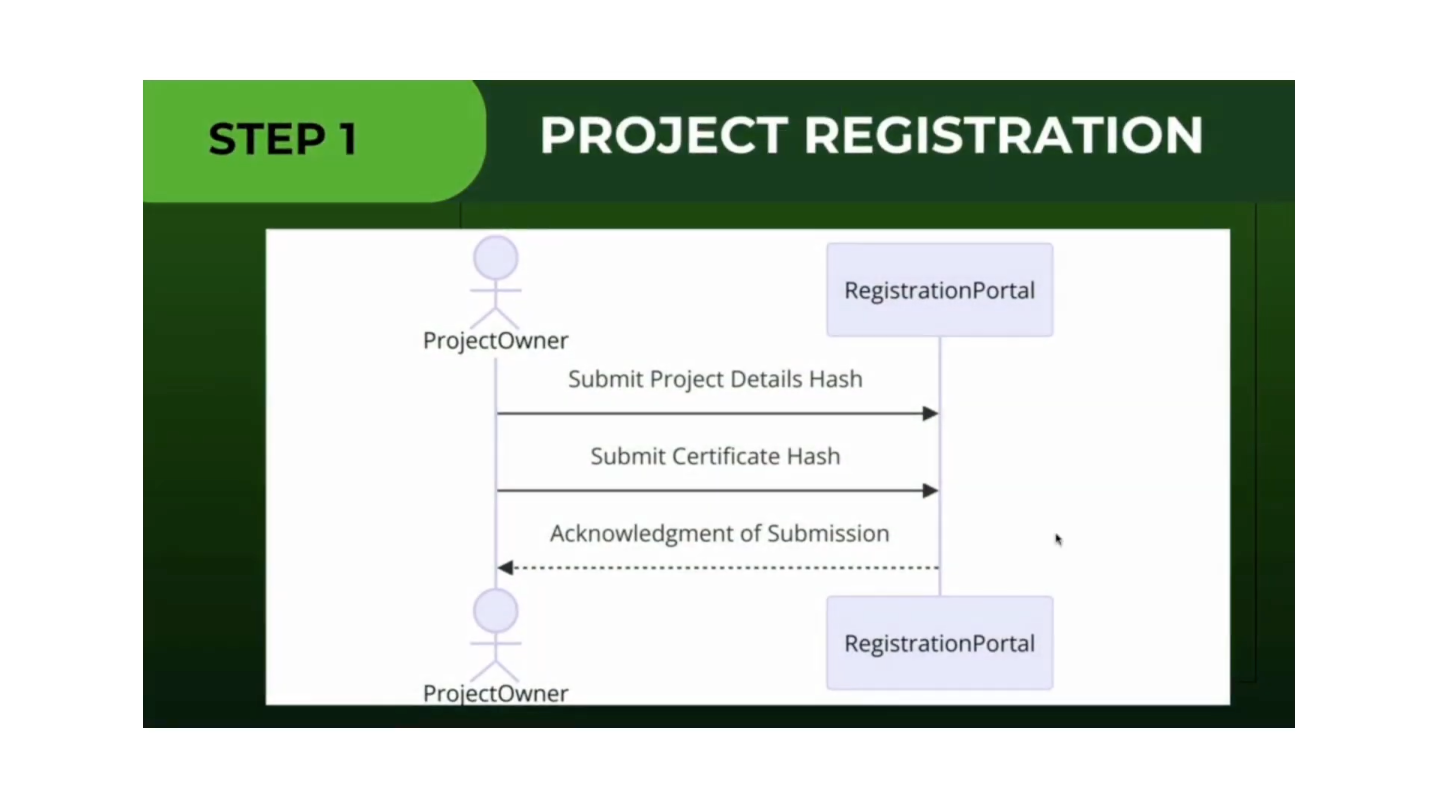 STEP 1
PROJECT REGISTRATION
RegistrationPortal
ProjectOwner
Submit Project Details Hash
Submit Certificate Hash
Acknowledgment of Submission
RegistrationPortal
ProjectOwner